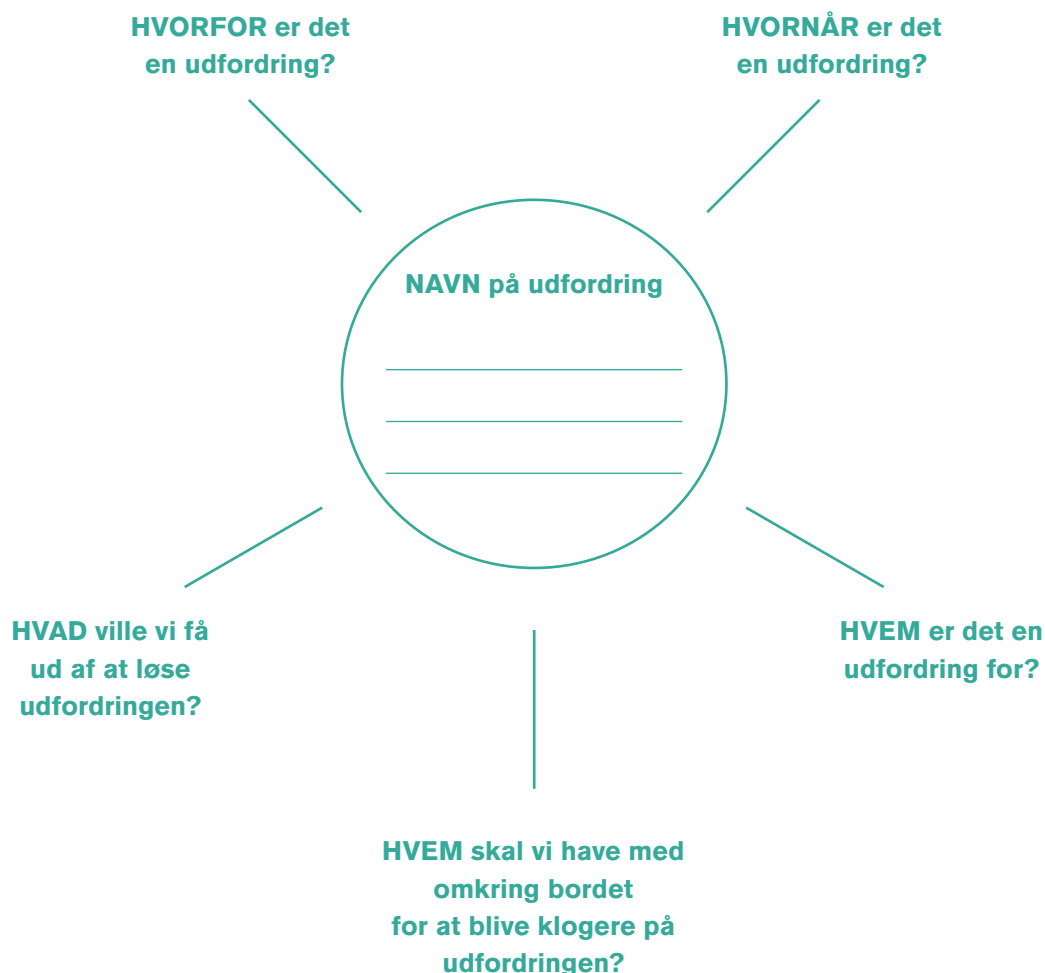 HVORFOR er det
en udfordring?
HVORNÅR er det
en udfordring?
NAVN på udfordring
HVAD ville vi få
ud af at løse
udfordringen?
HVEM er det en
udfordring for?
HVEM skal vi have med
omkring bordet
for at blive klogere på
udfordringen?